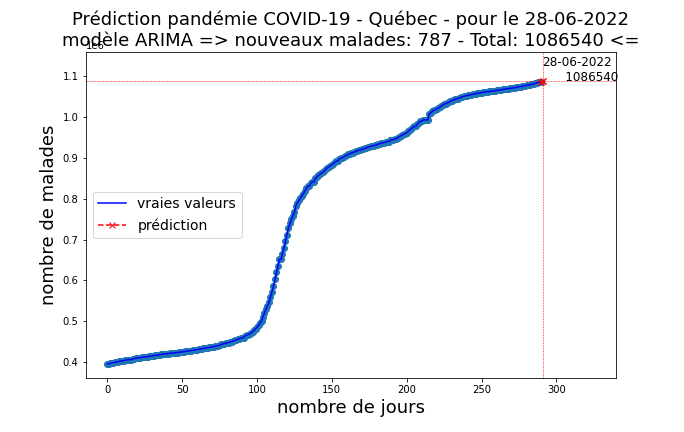 Prédiction pandémie COVID-19 - Québec - pour le 28-06-2022
modèle ARIMA => nouveaux malades: 787 - Total: 1086540 <=
1e6
28-06-2022
1086540
1.1
1.0
0.9
0.8
0.7
0.6
0.5
0.4
nombre de malades
vraies valeurs
prédiction
0 50 100 150 200 250 300
nombre de jours